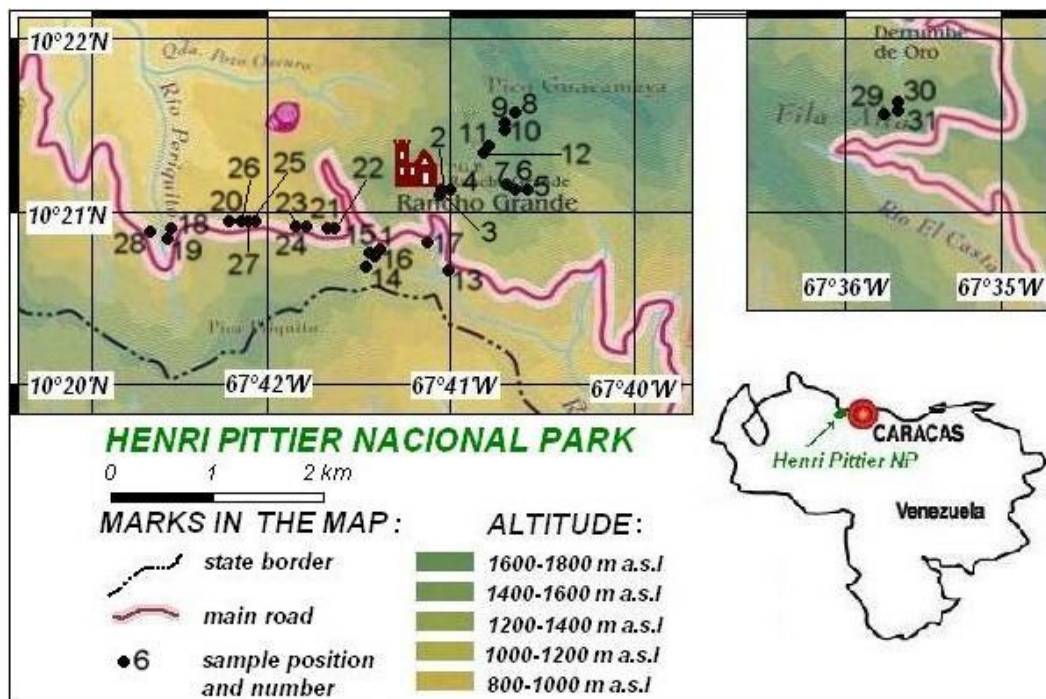 10°22'N
Qda. Pozo Oscuro
Pico Guacamaya
Río Periquito
9 8
11 10
2
12
26 25 22
20 23 21
7 6 5
4
Rancho Grande
Rancho Grande
10°21'N
3
28 18
19
27
24
15 1
16
17
14
13
Pico Periquito
10°20'N
67°42'W
67°41'W
67°40'W
Derrumbe
de Oro
29 30
31
Fila Alta
67°36'W
67°35'W
HENRI PITTIER NACIONAL PARK
0 1 2 km
MARKS IN THE MAP :
state border
main road
6 sample position
and number
ALTITUDE:
1600-1800 m a.s.l
1400-1600 m a.s.l
1200-1400 m a.s.l
1000-1200 m a.s.l
800-1000 m a.s.l
CARACAS
Henri Pittier NP
Venezuela